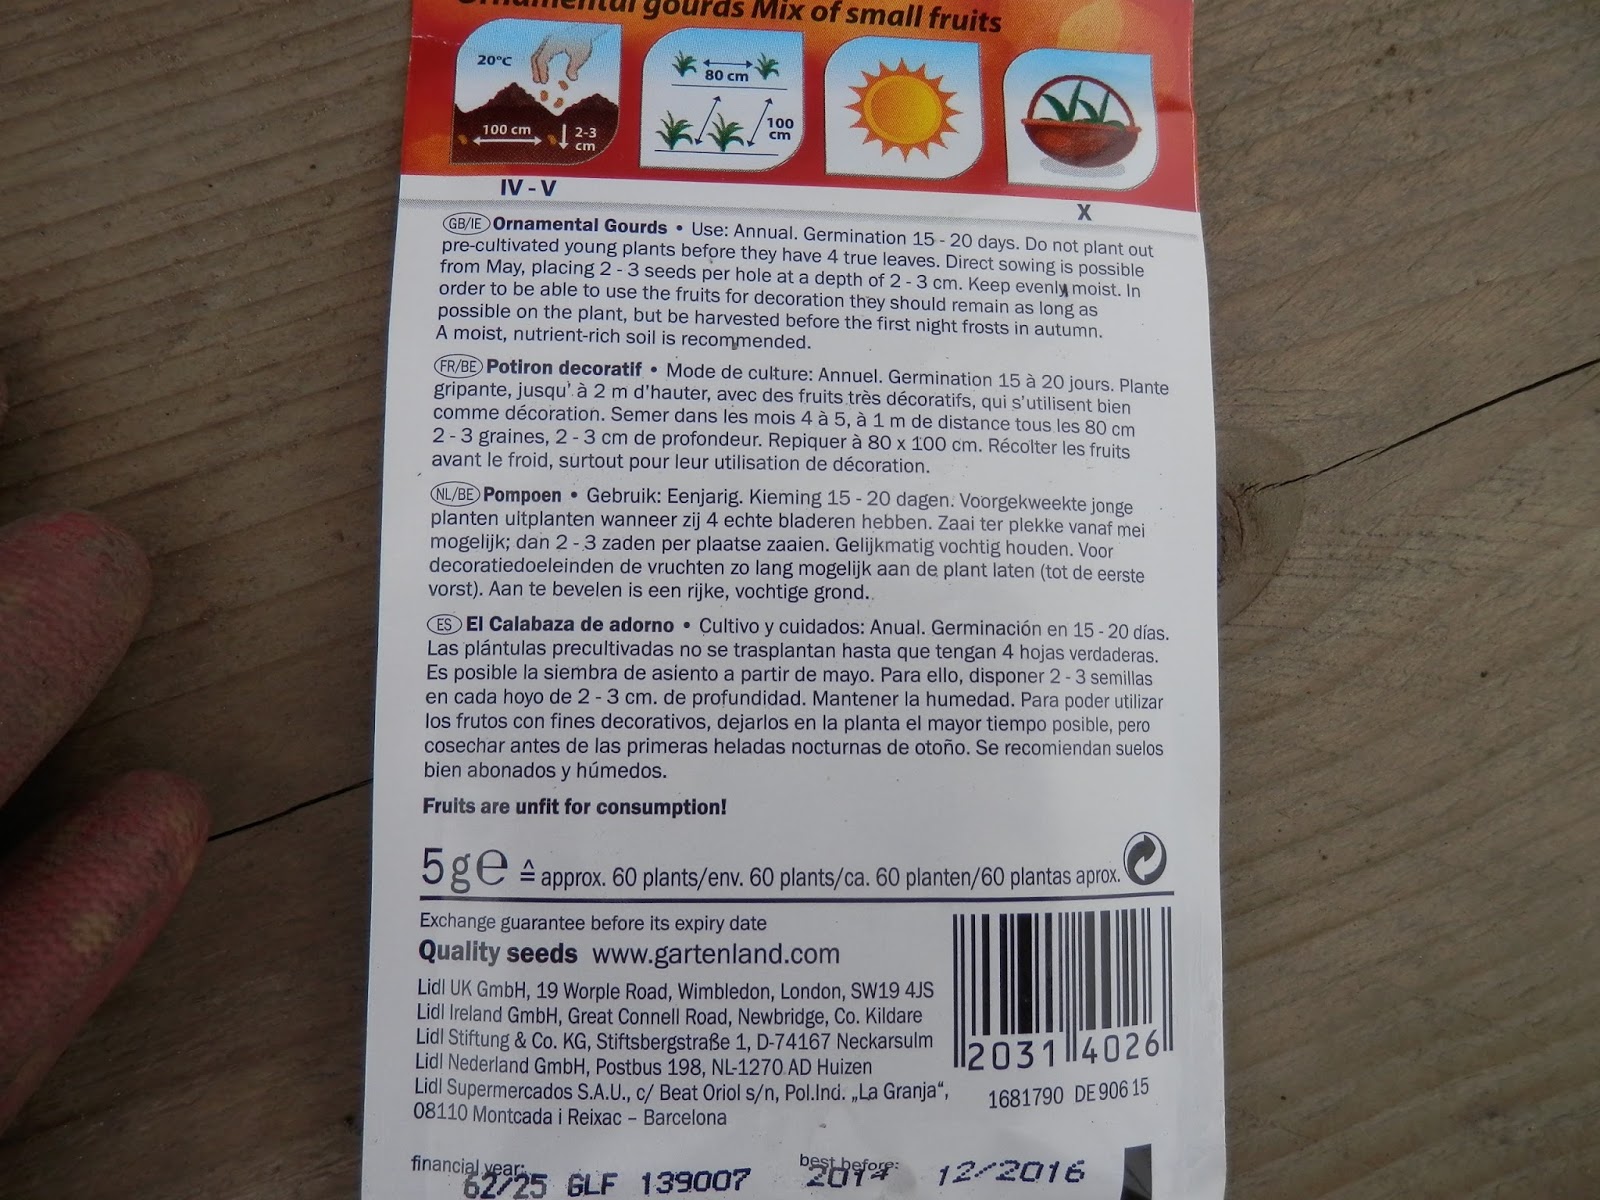 Ornamental gourds Mix of small fruits
20°C
100 cm
2-3 cm
80 cm
100 cm
IV - V
X
GB/IE Ornamental Gourds • Use: Annual. Germination 15 - 20 days. Do not plant out
pre-cultivated young plants before they have 4 true leaves. Direct sowing is possible
from May, placing 2 - 3 seeds per hole at a depth of 2 - 3 cm. Keep evenly moist. In
order to be able to use the fruits for decoration they should remain as long as
possible on the plant, but be harvested before the first night frosts in autumn.
A moist, nutrient-rich soil is recommended.
FR/BE Potiron decoratif • Mode de culture: Annuel. Germination 15 à 20 jours. Plante
gripante, jusqu' à 2 m d'hauter, avec des fruits très décoratifs, qui s'utilisent bien
comme décoration. Semer dans les mois 4 à 5, à 1 m de distance tous les 80 cm
2 - 3 graines, 2 - 3 cm de profondeur. Repiquer à 80 x 100 cm. Récolter les fruits
avant le froid, surtout pour leur utilisation de décoration.
NL/BE Pompoen • Gebruik: Eenjarig. Kieming 15 - 20 dagen. Voorgekweekte jonge
planten uitplanten wanneer zij 4 echte bladeren hebben. Zaai ter plekke vanaf mei
mogelijk; dan 2 - 3 zaden per plaatse zaaien. Gelijkmatig vochtig houden. Voor
decoratiedoeleinden de vruchten zo lang mogelijk aan de plant laten (tot de eerste
vorst). Aan te bevelen is een rijke, vochtige grond.
ES El Calabaza de adorno • Cultivo y cuidados: Anual. Germinación en 15 - 20 días.
Las plántulas precultivadas no se trasplantan hasta que tengan 4 hojas verdaderas.
Es posible la siembra de asiento a partir de mayo. Para ello, disponer 2 - 3 semillas
en cada hoyo de 2 - 3 cm. de profundidad. Mantener la humedad. Para poder utilizar
los frutos con fines decorativos, dejarlos en la planta el mayor tiempo posible, pero
cosechar antes de las primeras heladas nocturnas de otoño. Se recomiendan suelos
bien abonados y húmedos.
Fruits are unfit for consumption!
5 g ℮ ≙ approx. 60 plants/env. 60 plants/ca. 60 planten/60 plantas aprox.
Exchange guarantee before its expiry date
Quality seeds www.gartenland.com
Lidl UK GmbH, 19 Worple Road, Wimbledon, London, SW19 4JS
Lidl Ireland GmbH, Great Connell Road, Newbridge, Co. Kildare
Lidl Stiftung & Co. KG, Stiftsbergstraße 1, D-74167 Neckarsulm
Lidl Nederland GmbH, Postbus 198, NL-1270 AD Huizen
Lidl Supermercados S.A.U., c/ Beat Oriol s/n, Pol.Ind. „La Granja“,
08110 Montcada i Reixac – Barcelona
2031 4026
1681790 DE 906 15
financial year: best before:
62/25 GLF 139007 2014 12/2016